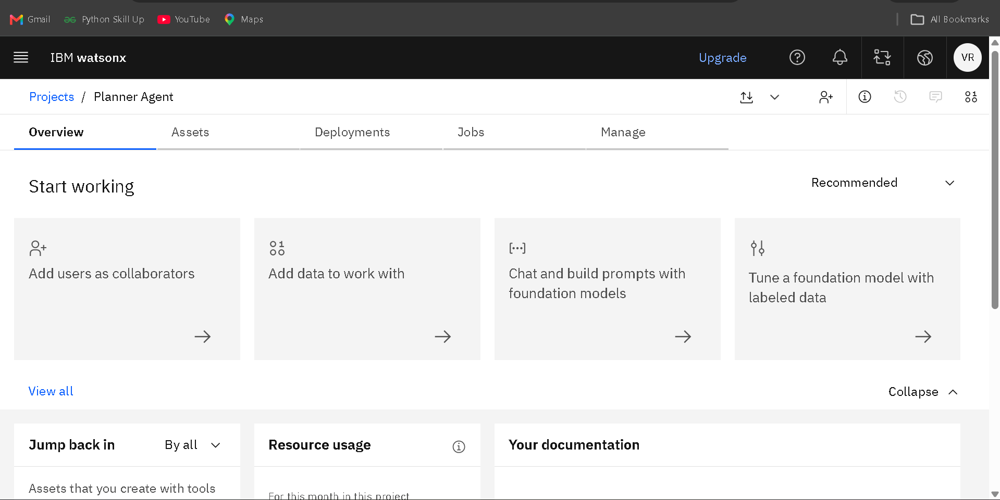 Gmail Python Skill Up YouTube Maps All Bookmarks
IBM watsonx Upgrade VR
Projects / Planner Agent
Overview Assets Deployments Jobs Manage
Start working Recommended
Add users as collaborators
Add data to work with
Chat and build prompts with
foundation models
Tune a foundation model with
labeled data
View all Collapse
Jump back in By all
Assets that you create with tools
Resource usage
For this month in this project
Your documentation